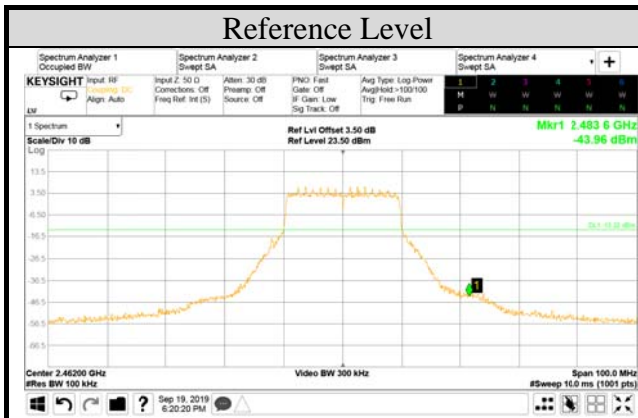 Reference Level
Spectrum Analyzer 1
Occupied BW
Spectrum Analyzer 2
Swept SA
Spectrum Analyzer 3
Swept SA
Spectrum Analyzer 4
Swept SA
+
KEYSIGHT
Input: RF
Coupling: DC
Align: Auto
Input Z: 50 Ω
Corrections: Off
Freq Ref: Int (S)
Atten: 30 dB
Preamp: Off
Source: Off
PNO: Fast
Gate: Off
IF Gain: Low
Sig Track: Off
Avg Type: Log-Power
Avg|Hold:>100/100
Trig: Free Run
1 2 3 4 5 6
M W W W W W
P N N N N N
LVI
1 Spectrum
Scale/Div 10 dB
Ref Lvl Offset 3.50 dB
Ref Level 23.50 dBm
Mkr1 2.483 6 GHz
-43.96 dBm
Log
13.5
3.50
-6.50
-16.5
-26.5
-36.5
-46.5
-56.5
-66.5
1
Center 2.46200 GHz
#Res BW 100 kHz
Video BW 300 kHz
Span 100.0 MHz
#Sweep 10.0 ms (1001 pts)
?
Sep 19, 2019
6:20:20 PM